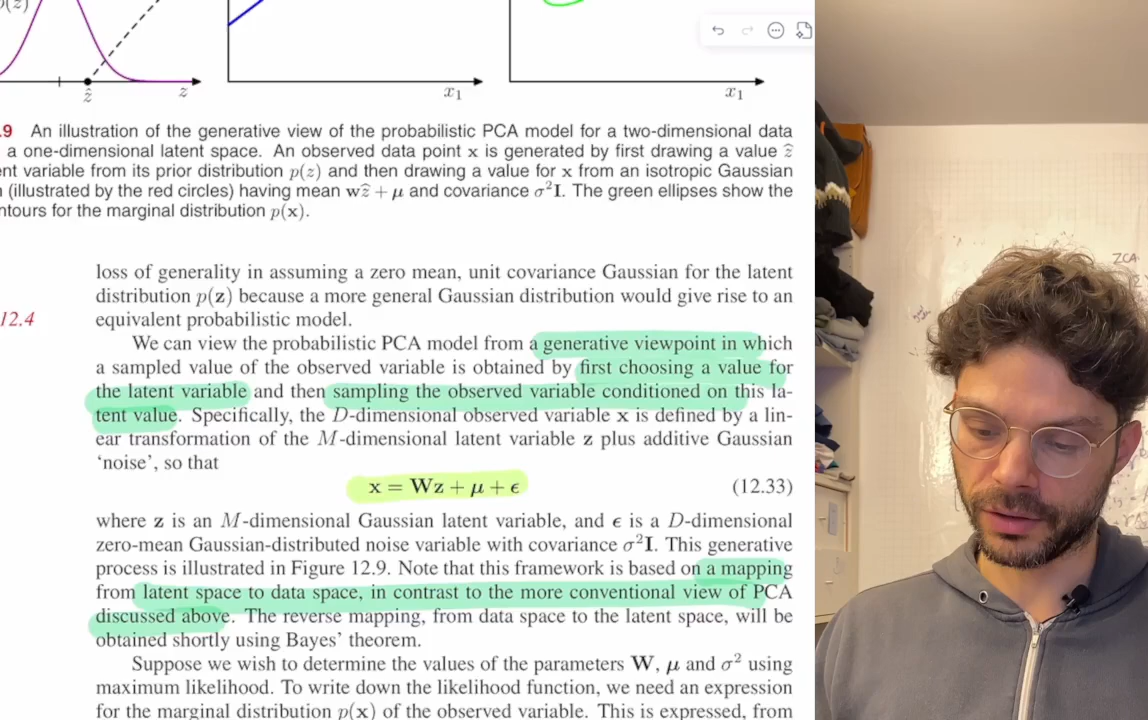 p(z)
ẑ
z
x₁
x₁
.9 An illustration of the generative view of the probabilistic PCA model for a two-dimensional data
a one-dimensional latent space. An observed data point x is generated by first drawing a value ẑ
ent variable from its prior distribution p(z) and then drawing a value for x from an isotropic Gaussian
(illustrated by the red circles) having mean wẑ + μ and covariance σ²I. The green ellipses show the
ntours for the marginal distribution p(x).
loss of generality in assuming a zero mean, unit covariance Gaussian for the latent
distribution p(z) because a more general Gaussian distribution would give rise to an
12.4
equivalent probabilistic model.
We can view the probabilistic PCA model from a generative viewpoint in which
a sampled value of the observed variable is obtained by first choosing a value for
the latent variable and then sampling the observed variable conditioned on this la-
tent value. Specifically, the D-dimensional observed variable x is defined by a lin-
ear transformation of the M-dimensional latent variable z plus additive Gaussian
‘noise’, so that
x = Wz + μ + ϵ (12.33)
where z is an M-dimensional Gaussian latent variable, and ϵ is a D-dimensional
zero-mean Gaussian-distributed noise variable with covariance σ²I. This generative
process is illustrated in Figure 12.9. Note that this framework is based on a mapping
from latent space to data space, in contrast to the more conventional view of PCA
discussed above. The reverse mapping, from data space to the latent space, will be
obtained shortly using Bayes’ theorem.
Suppose we wish to determine the values of the parameters W, μ and σ² using
maximum likelihood. To write down the likelihood function, we need an expression
for the marginal distribution p(x) of the observed variable. This is expressed, from
ZCA